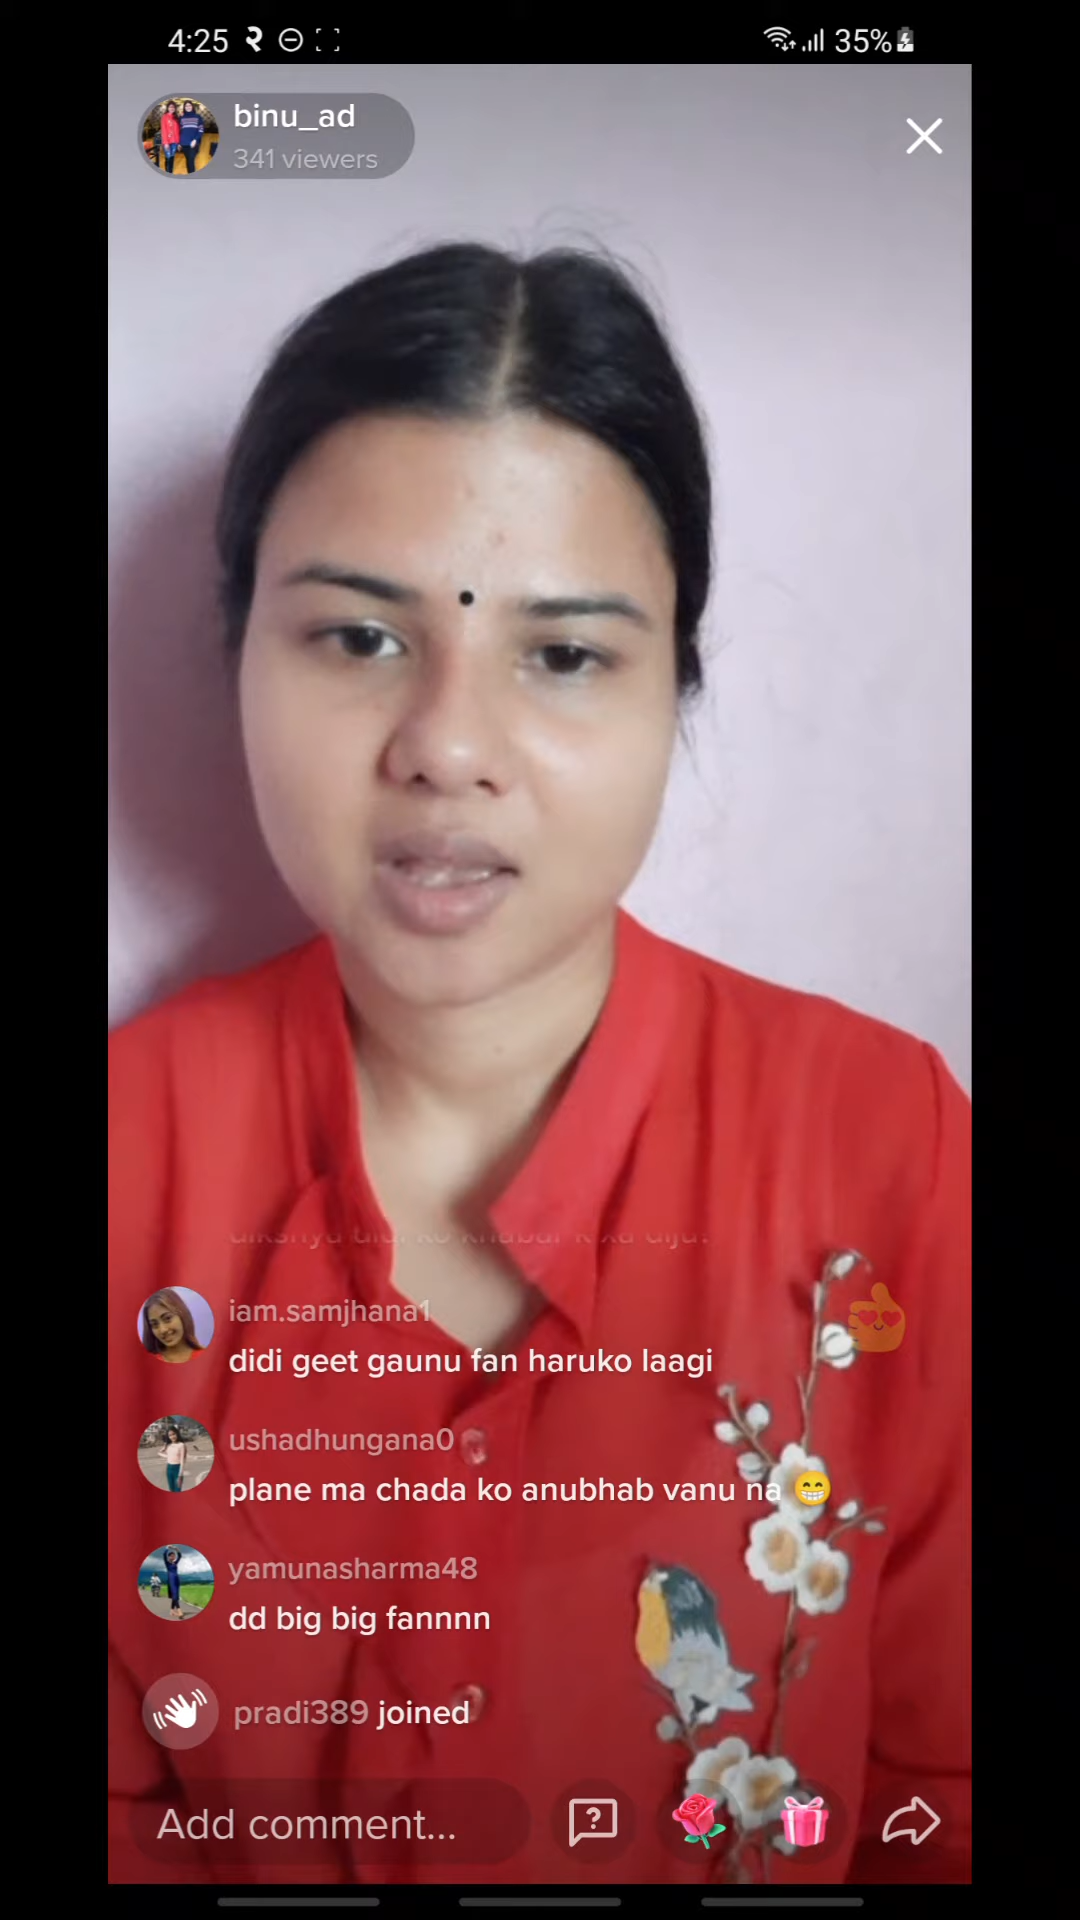 4:25
35%
binu_ad
341 viewers
iam.samjhana1
didi geet gaunu fan haruko laagi
ushadhungana0
plane ma chada ko anubhab vanu na 😁
yamunasharma48
dd big big fannnn
pradi389 joined
Add comment...
?